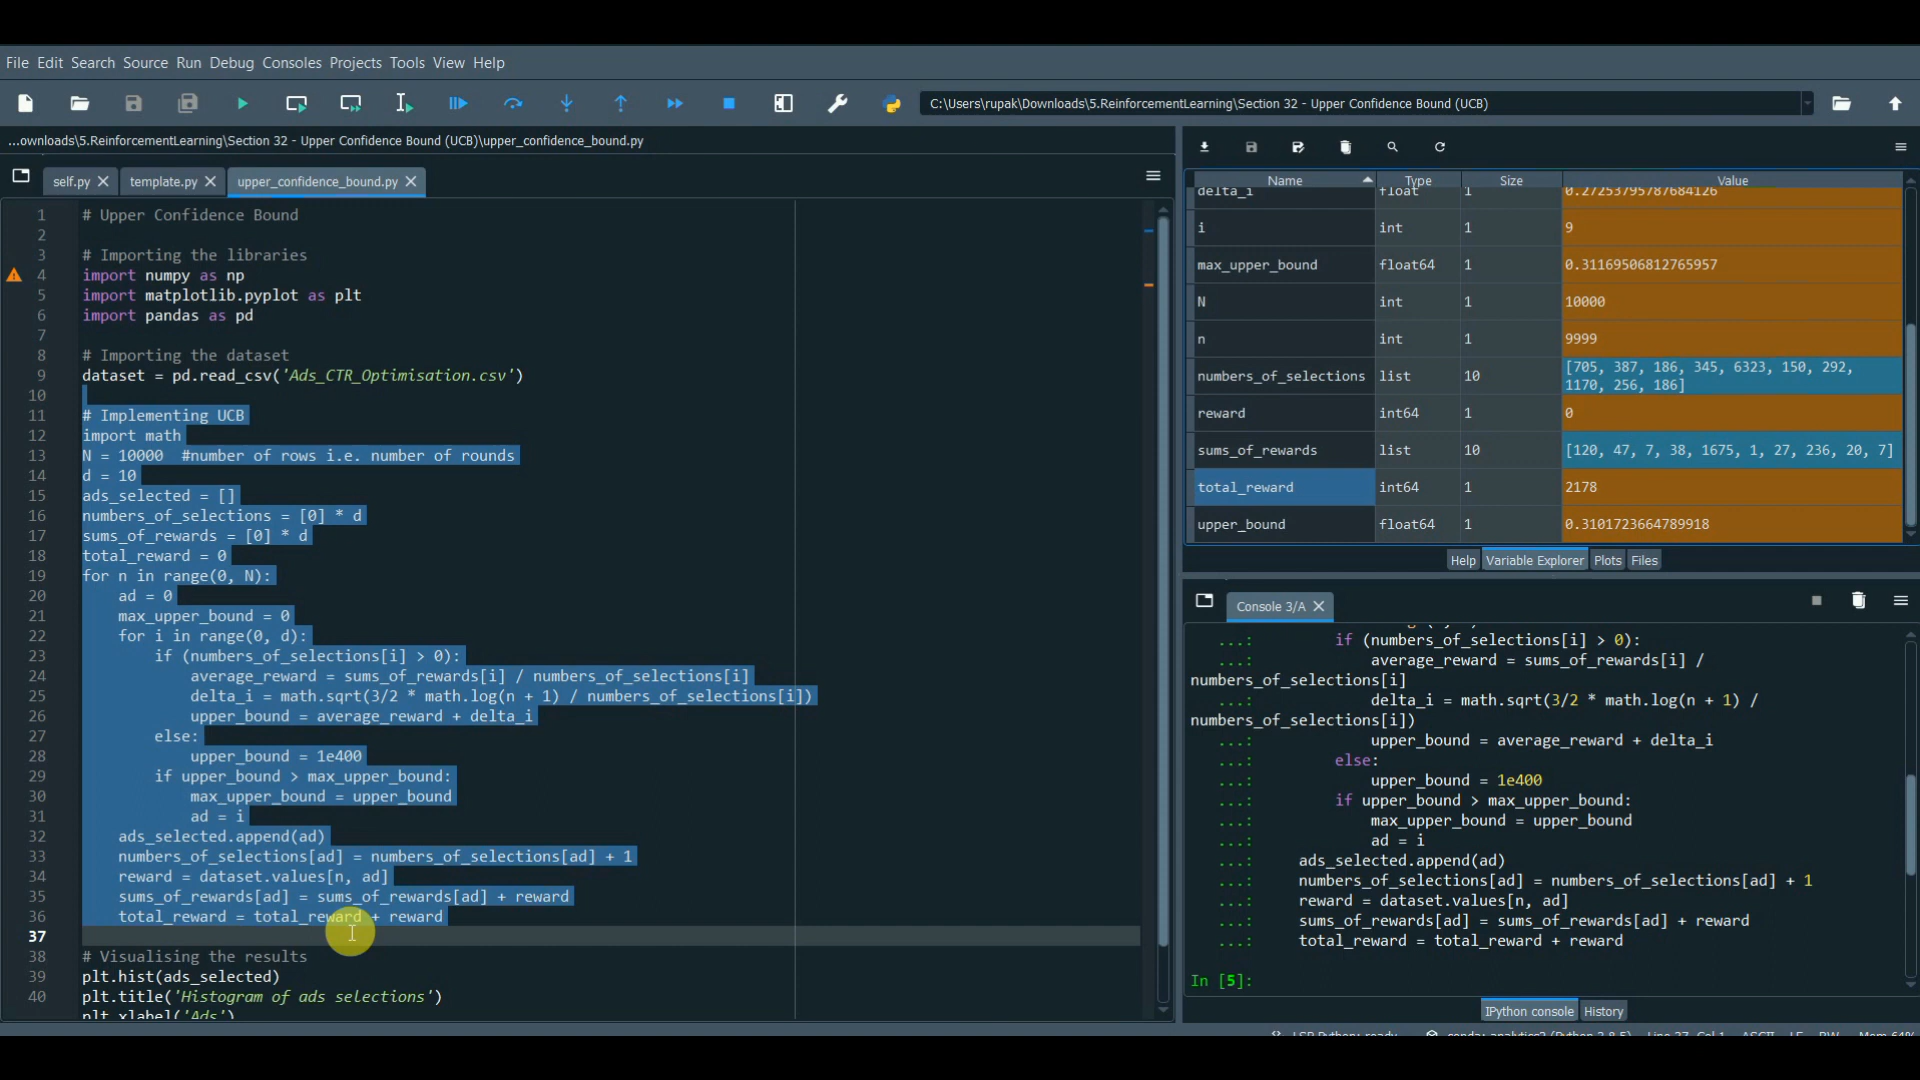 File Edit Search Source Run Debug Consoles Projects Tools View Help
C:\Users\rupak\Downloads\5.ReinforcementLearning\Section 32 - Upper Confidence Bound (UCB)
...ownloads\5.ReinforcementLearning\Section 32 - Upper Confidence Bound (UCB)\upper_confidence_bound.py
self.py template.py upper_confidence_bound.py
1 # Upper Confidence Bound
2
3 # Importing the libraries
4 import numpy as np
5 import matplotlib.pyplot as plt
6 import pandas as pd
7
8 # Importing the dataset
9 dataset = pd.read_csv('Ads_CTR_Optimisation.csv')
10
11 # Implementing UCB
12 import math
13 N = 10000 #number of rows i.e. number of rounds
14 d = 10
15 ads_selected = []
16 numbers_of_selections = [0] * d
17 sums_of_rewards = [0] * d
18 total_reward = 0
19 for n in range(0, N):
20 ad = 0
21 max_upper_bound = 0
22 for i in range(0, d):
23 if (numbers_of_selections[i] > 0):
24 average_reward = sums_of_rewards[i] / numbers_of_selections[i]
25 delta_i = math.sqrt(3/2 * math.log(n + 1) / numbers_of_selections[i])
26 upper_bound = average_reward + delta_i
27 else:
28 upper_bound = 1e400
29 if upper_bound > max_upper_bound:
30 max_upper_bound = upper_bound
31 ad = i
32 ads_selected.append(ad)
33 numbers_of_selections[ad] = numbers_of_selections[ad] + 1
34 reward = dataset.values[n, ad]
35 sums_of_rewards[ad] = sums_of_rewards[ad] + reward
36 total_reward = total_reward + reward
37
38 # Visualising the results
39 plt.hist(ads_selected)
40 plt.title('Histogram of ads selections')
plt.xlabel('Ads')
Name Type Size Value
delta_i float 1 0.27253795787684126
i int 1 9
max_upper_bound float64 1 0.31169506812765957
N int 1 10000
n int 1 9999
numbers_of_selections list 10 [705, 387, 186, 345, 6323, 150, 292,
1170, 256, 186]
reward int64 1 0
sums_of_rewards list 10 [120, 47, 7, 38, 1675, 1, 27, 236, 20, 7]
total_reward int64 1 2178
upper_bound float64 1 0.3101723664789918
Help Variable Explorer Plots Files
Console 3/A
...: if (numbers_of_selections[i] > 0):
...: average_reward = sums_of_rewards[i] /
numbers_of_selections[i]
...: delta_i = math.sqrt(3/2 * math.log(n + 1) /
numbers_of_selections[i])
...: upper_bound = average_reward + delta_i
...: else:
...: upper_bound = 1e400
...: if upper_bound > max_upper_bound:
...: max_upper_bound = upper_bound
...: ad = i
...: ads_selected.append(ad)
...: numbers_of_selections[ad] = numbers_of_selections[ad] + 1
...: reward = dataset.values[n, ad]
...: sums_of_rewards[ad] = sums_of_rewards[ad] + reward
...: total_reward = total_reward + reward
In [5]:
IPython console History